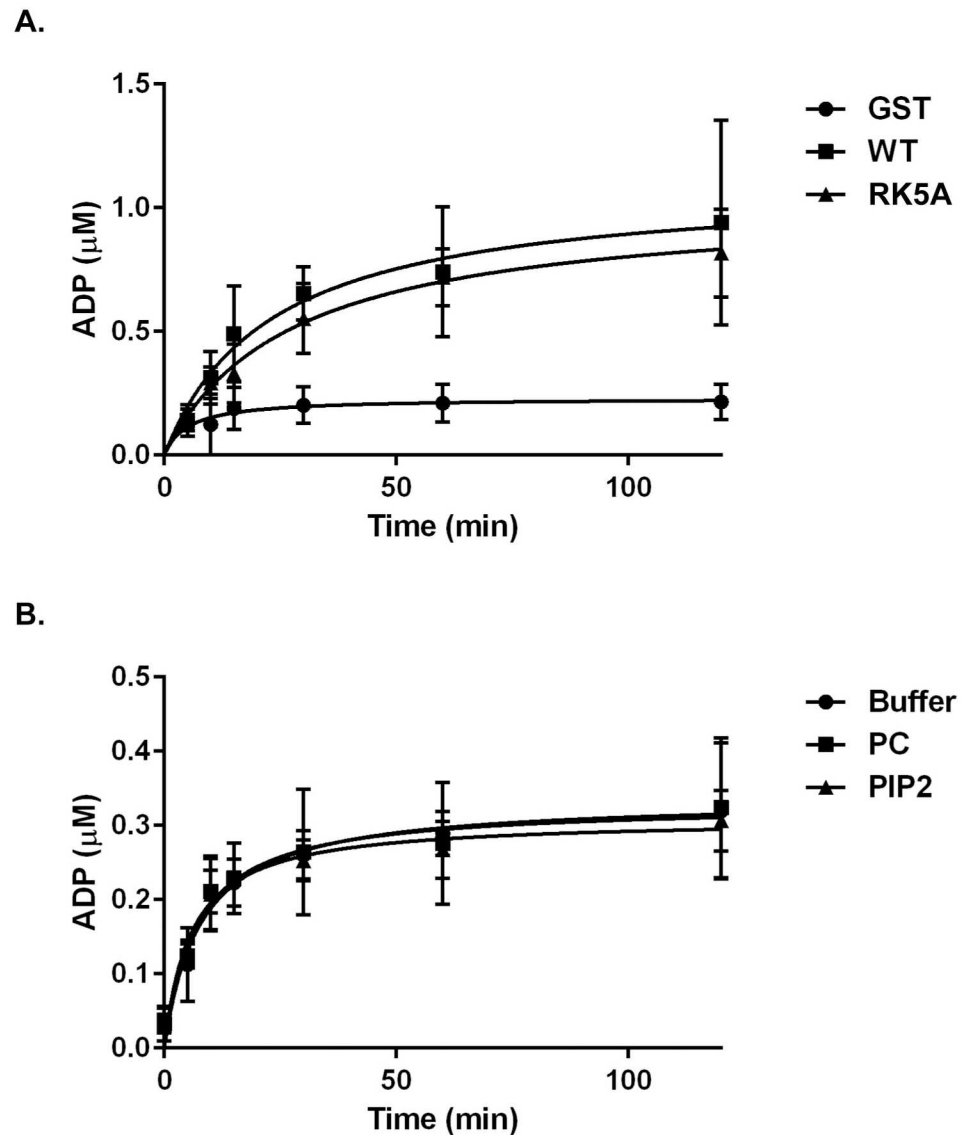 A.
1.5
1.0
0.5
0.0
ADP (μM)
0
50
100
Time (min)
GST
WT
RK5A
B.
0.5
0.4
0.3
0.2
0.1
0.0
ADP (μM)
0
50
100
Time (min)
Buffer
PC
PIP2